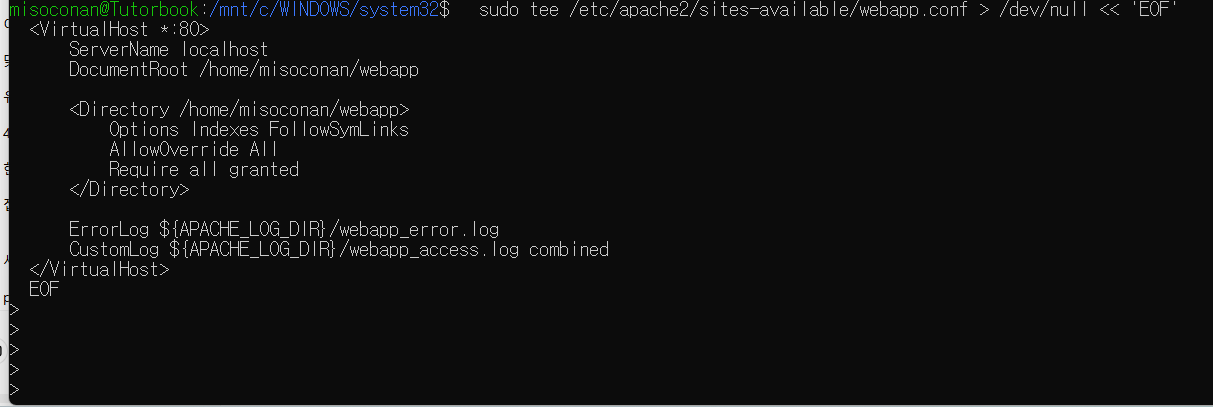 misoconan@Tutorbook:/mnt/c/WINDOWS/system32$   sudo tee /etc/apache2/sites-available/webapp.conf > /dev/null << 'EOF'
  <VirtualHost *:80>
      ServerName localhost
      DocumentRoot /home/misoconan/webapp

      <Directory /home/misoconan/webapp>
          Options Indexes FollowSymLinks
          AllowOverride All
          Require all granted
      </Directory>

      ErrorLog ${APACHE_LOG_DIR}/webapp_error.log
      CustomLog ${APACHE_LOG_DIR}/webapp_access.log combined
  </VirtualHost>
  EOF
>
>
>
>
>